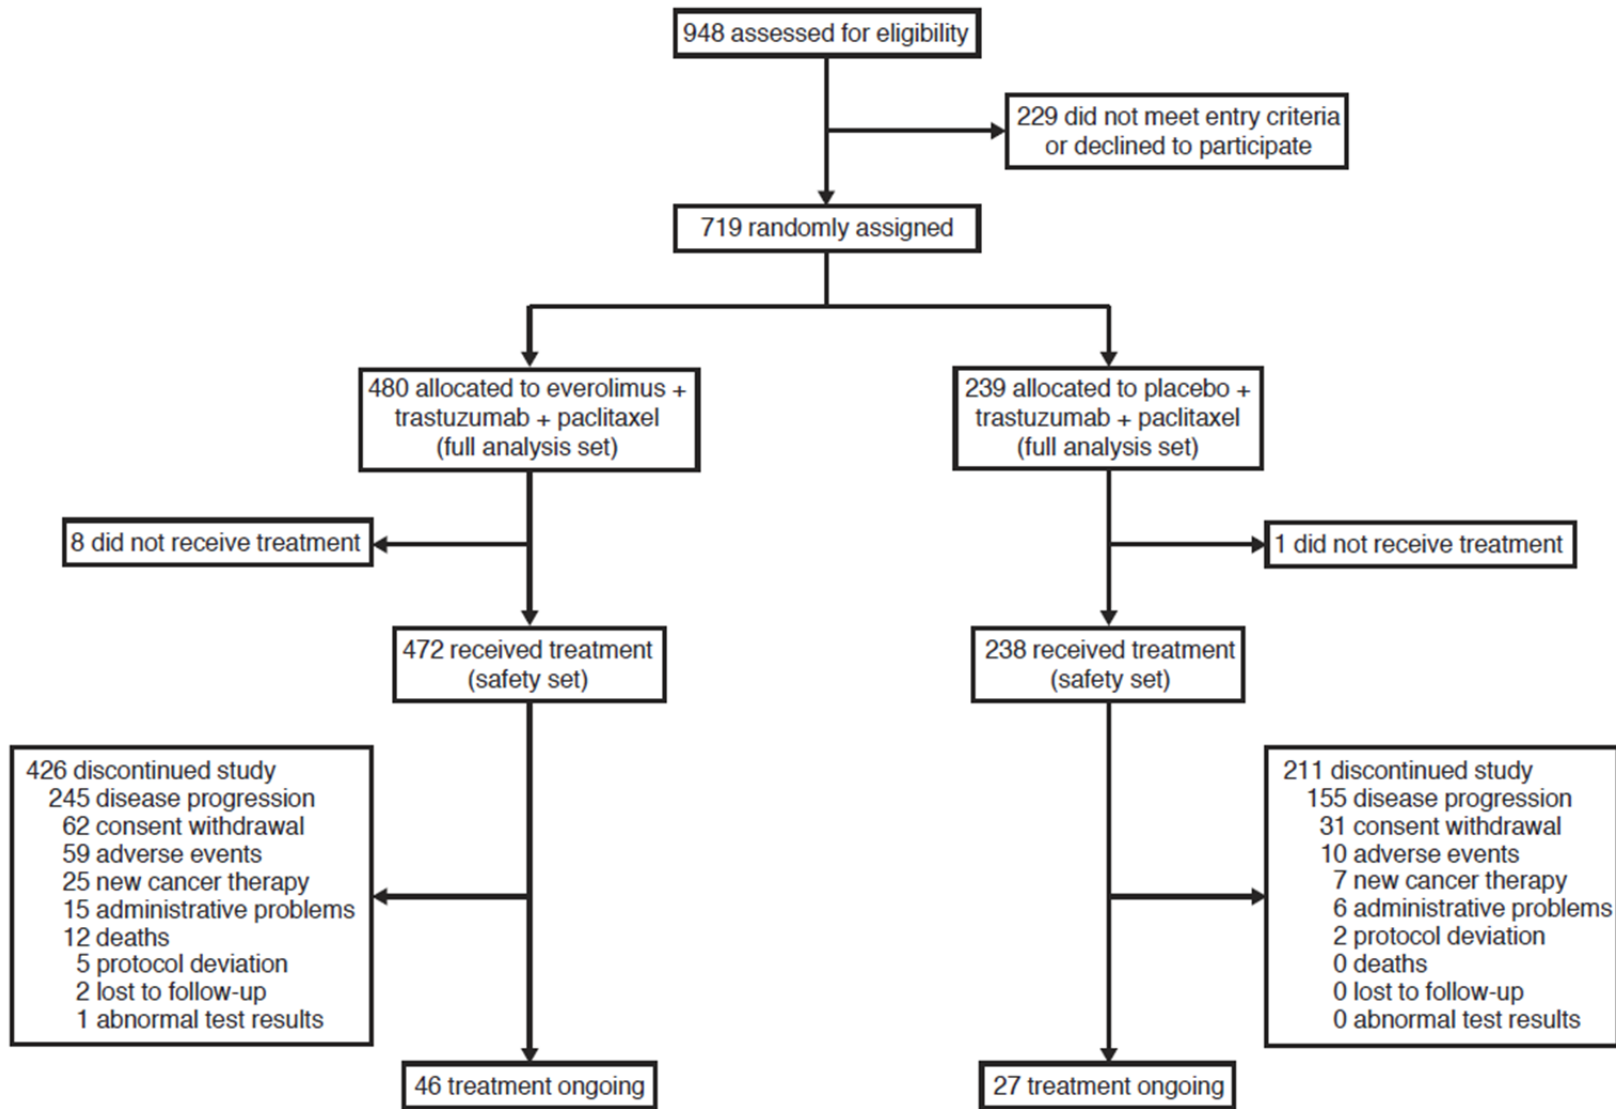 948 assessed for eligibility
229 did not meet entry criteria
or declined to participate
719 randomly assigned
480 allocated to everolimus +
trastuzumab + paclitaxel
(full analysis set)
239 allocated to placebo +
trastuzumab + paclitaxel
(full analysis set)
8 did not receive treatment
1 did not receive treatment
472 received treatment
(safety set)
238 received treatment
(safety set)
426 discontinued study
245 disease progression
62 consent withdrawal
59 adverse events
25 new cancer therapy
15 administrative problems
12 deaths
5 protocol deviation
2 lost to follow-up
1 abnormal test results
211 discontinued study
155 disease progression
31 consent withdrawal
10 adverse events
7 new cancer therapy
6 administrative problems
2 protocol deviation
0 deaths
0 lost to follow-up
0 abnormal test results
46 treatment ongoing
27 treatment ongoing